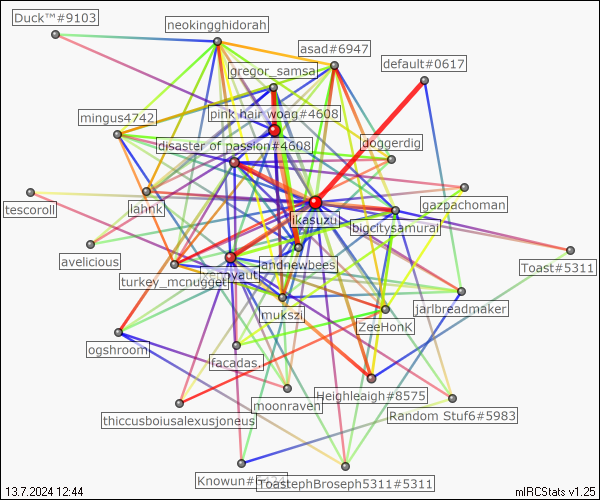 Duck™#9103
neokingghidorah
asad#6947
default#0617
gregor_samsa
pink hair woag#4608
mingus4742
disaster of passion#4608
doggerdig
tescoroll
lahnk
ikasuzu
gazpachoman
bigcitysamurai
avelicious
andnewbees
Toast#5311
turkey_mcnugget
mukszi
jarlbreadmaker
ZeeHonk
ogshroom
facadas.
moonraven
Heighleaigh#8575
thiccusboiusalexusjoneus
Random Stuf6#5983
ToastephBroseph5311#5311
13.7.2024 12:44
mIRCStats v1.25